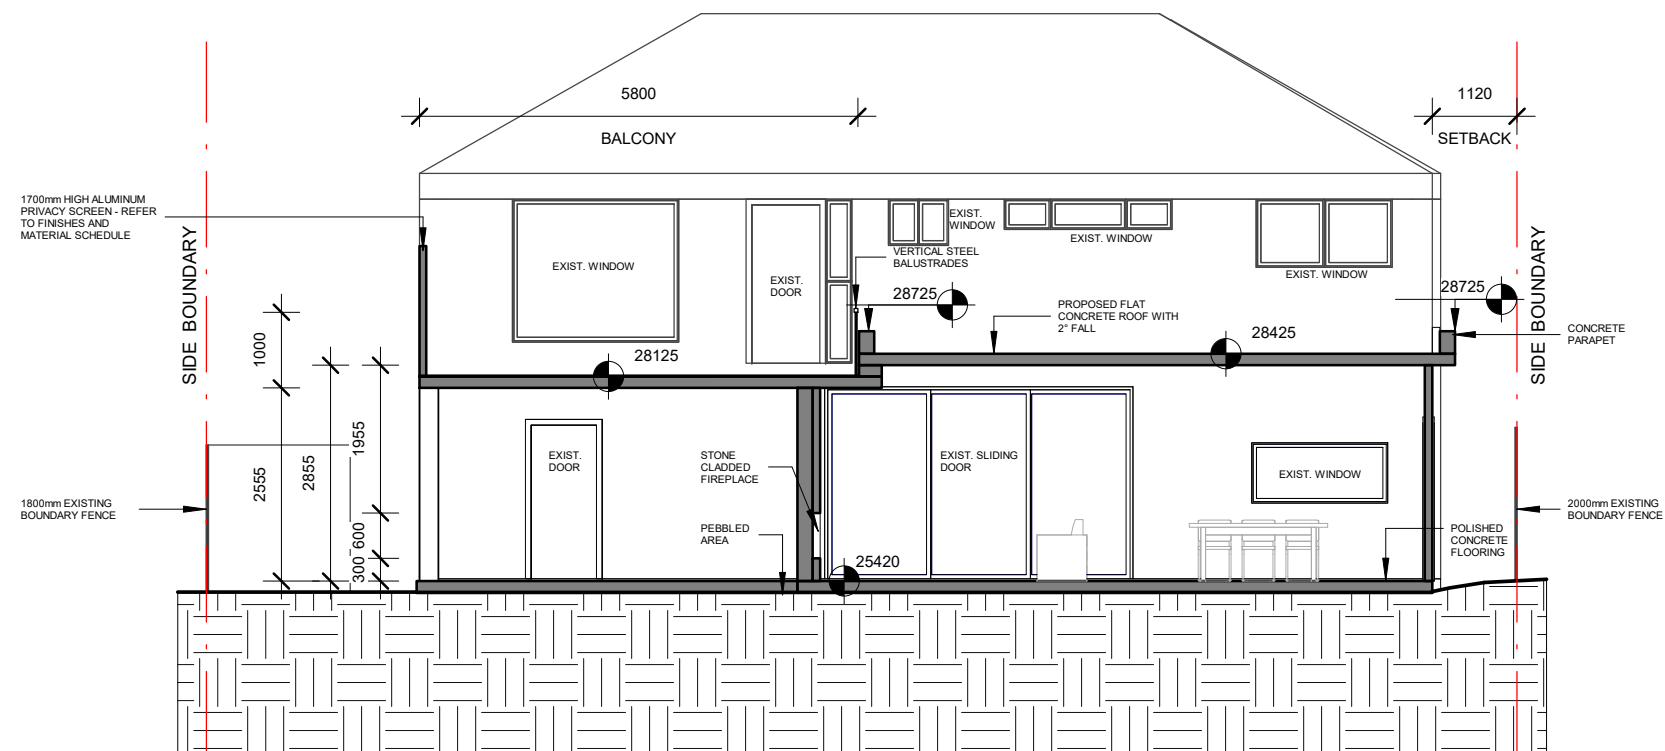 5800
BALCONY
1120
SETBACK
1700mm HIGH ALUMINUM
PRIVACY SCREEN - REFER
TO FINISHES AND
MATERIAL SCHEDULE
SIDE BOUNDARY
EXIST. WINDOW
EXIST.
DOOR
EXIST.
WINDOW
VERTICAL STEEL
BALUSTRADES
EXIST. WINDOW
EXIST. WINDOW
SIDE BOUNDARY
28725
28725
PROPOSED FLAT
CONCRETE ROOF WITH
2° FALL
28425
CONCRETE
PARAPET
28125
1000
2555
2855
1955
600
300
EXIST.
DOOR
STONE
CLADDED
FIREPLACE
EXIST. SLIDING
DOOR
EXIST. WINDOW
1800mm EXISTING
BOUNDARY FENCE
2000mm EXISTING
BOUNDARY FENCE
PEBBLED
AREA
POLISHED
CONCRETE
FLOORING
25420